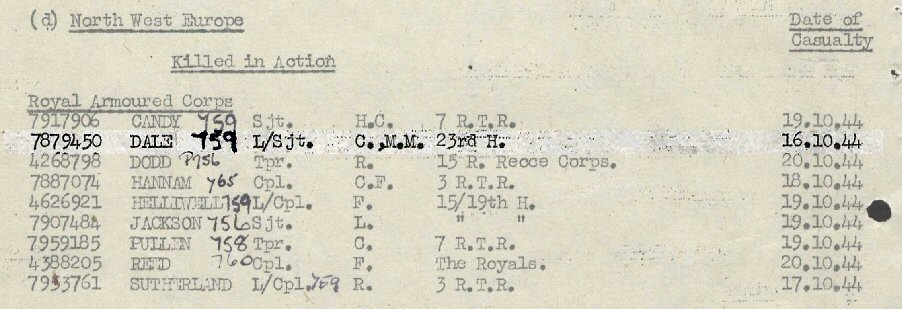 (d) North West Europe
Date of
Casualty
Killed in Action
Royal Armoured Corps
7917906 CANDY 759 Sjt. H.C. 7 R.T.R. 19.10.44
7879450 DALE 759 L/Sjt. C.,M.M. 23rd H. 16.10.44
4268798 DODD P756 Tpr. R. 15 R. Recce Corps. 20.10.44
7887074 HANNAM 765 Cpl. C.F. 3 R.T.R. 18.10.44
4626921 HELLIWELL 759 L/Cpl. F. 15/19th H. 19.10.44
7907484 JACKSON 756 Sjt. L. " " 19.10.44
7959185 PULLEN 758 Tpr. C. 7 R.T.R. 19.10.44
4388205 REED 760 Cpl. F. The Royals. 20.10.44
7953761 SUTHERLAND L/Cpl. 759 R. 3 R.T.R. 17.10.44